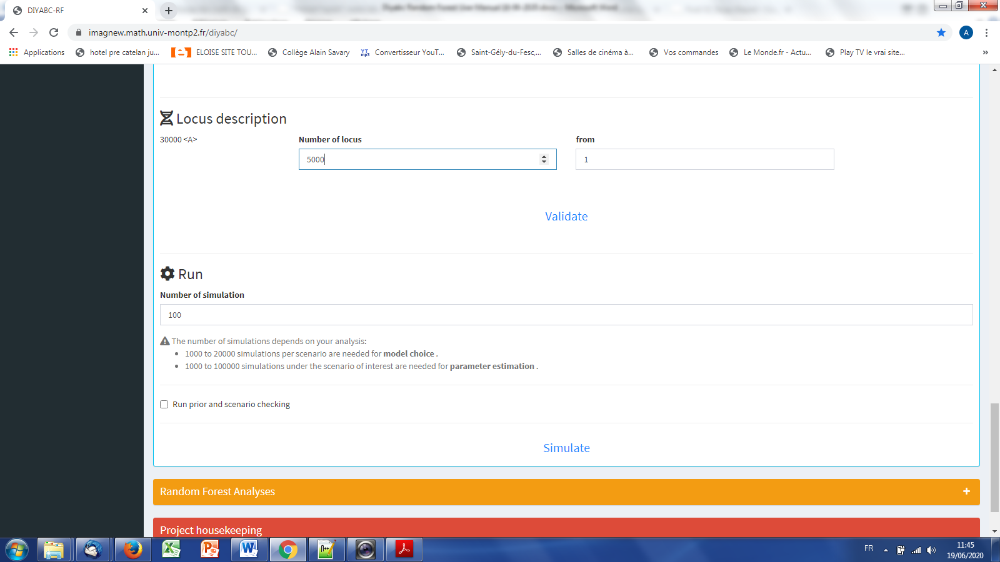 DIYABC-RF
imagnew.math.univ-montp2.fr/diyabc/
A
Applications
hotel pre catelan ju...
ELOISE SITE TOU...
Collège Alain Savary
YT
mp3
Convertisseur YouT...
Saint-Gély-du-Fesc,...
Salles de cinéma à...
Vos commandes
Le Monde.fr - Actu...
Play TV le vrai site...
»
Locus description
30000 <A>
Number of locus
from
5000
1
Validate
Run
Number of simulation
100
The number of simulations depends on your analysis:
1000 to 20000 simulations per scenario are needed for model choice .
1000 to 100000 simulations under the scenario of interest are needed for parameter estimation .
Run prior and scenario checking
Simulate
Random Forest Analyses
+
Project housekeeping
FR
11:45
19/06/2020